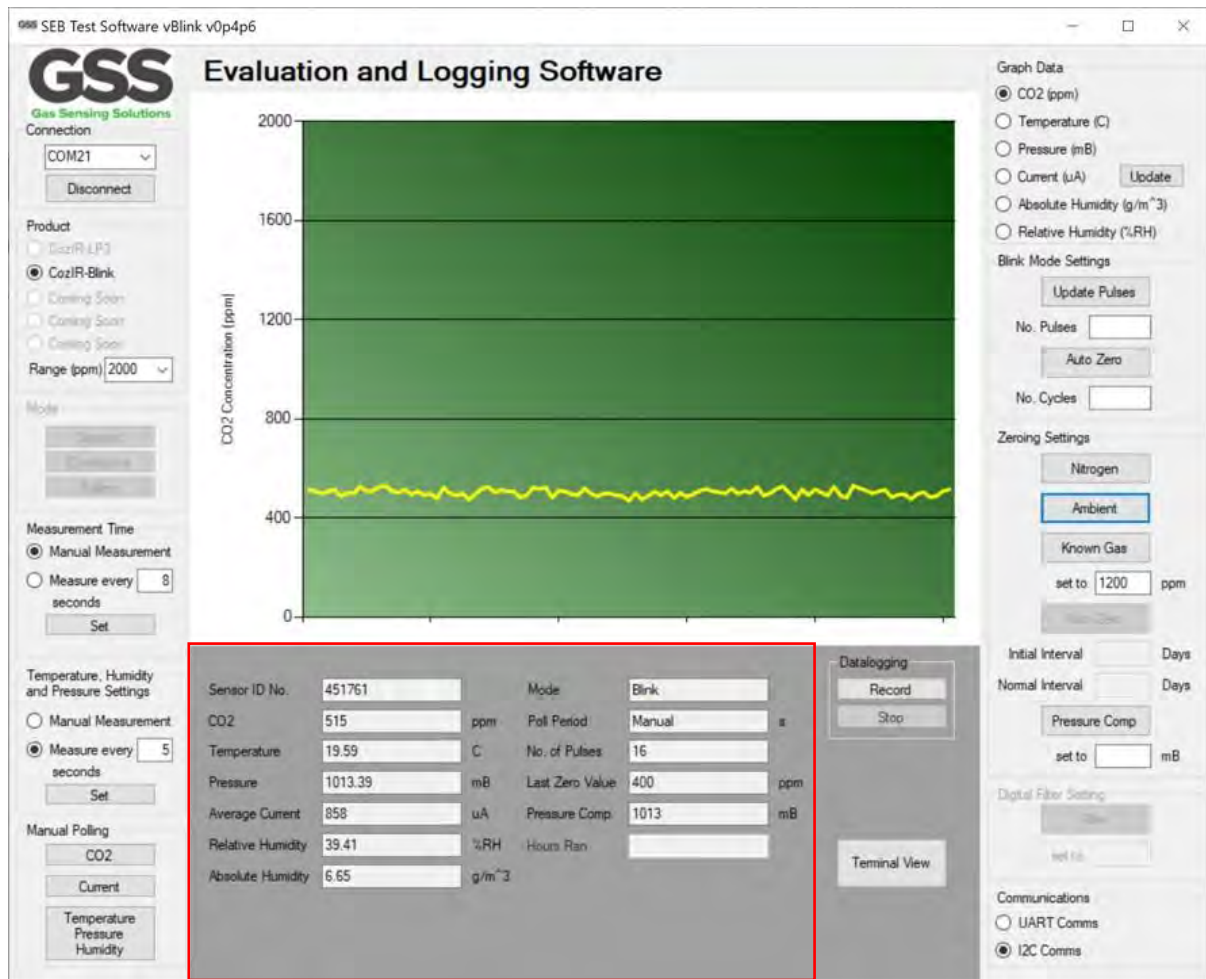 GSS SEB Test Software vBlink v0p4p6
GSS
Gas Sensing Solutions
Evaluation and Logging Software
Connection
COM21
Disconnect
Product
CozIR-LP3
CozIR-Blink
Coming Soon
Coming Soon
Coming Soon
Range (ppm) 2000
Mode
Measurement Time
Manual Measurement
Measure every 8
seconds
Set
Temperature, Humidity
and Pressure Settings
Manual Measurement
Measure every 5
seconds
Set
Manual Polling
CO2
Current
Temperature
Pressure
Humidity
CO2 Concentration (ppm)
2000
1600
1200
800
400
0
Sensor ID No. 451761
CO2 515 ppm
Temperature 19.59 C
Pressure 1013.39 mB
Average Current 858 uA
Relative Humidity 39.41 %RH
Absolute Humidity 6.65 g/m^3
Mode Blink
Poll Period Manual s
No. of Pulses 16
Last Zero Value 400 ppm
Pressure Comp. 1013 mB
Hours Ran
Datalogging
Record
Stop
Terminal View
Graph Data
CO2 (ppm)
Temperature (C)
Pressure (mB)
Current (uA) Update
Absolute Humidity (g/m^3)
Relative Humidity (%RH)
Blink Mode Settings
Update Pulses
No. Pulses
Auto Zero
No. Cycles
Zeroing Settings
Nitrogen
Ambient
Known Gas
set to 1200 ppm
Auto Zero
Initial Interval Days
Normal Interval Days
Pressure Comp
set to mB
Digital Filter Setting
set to
Communications
UART Comms
I2C Comms